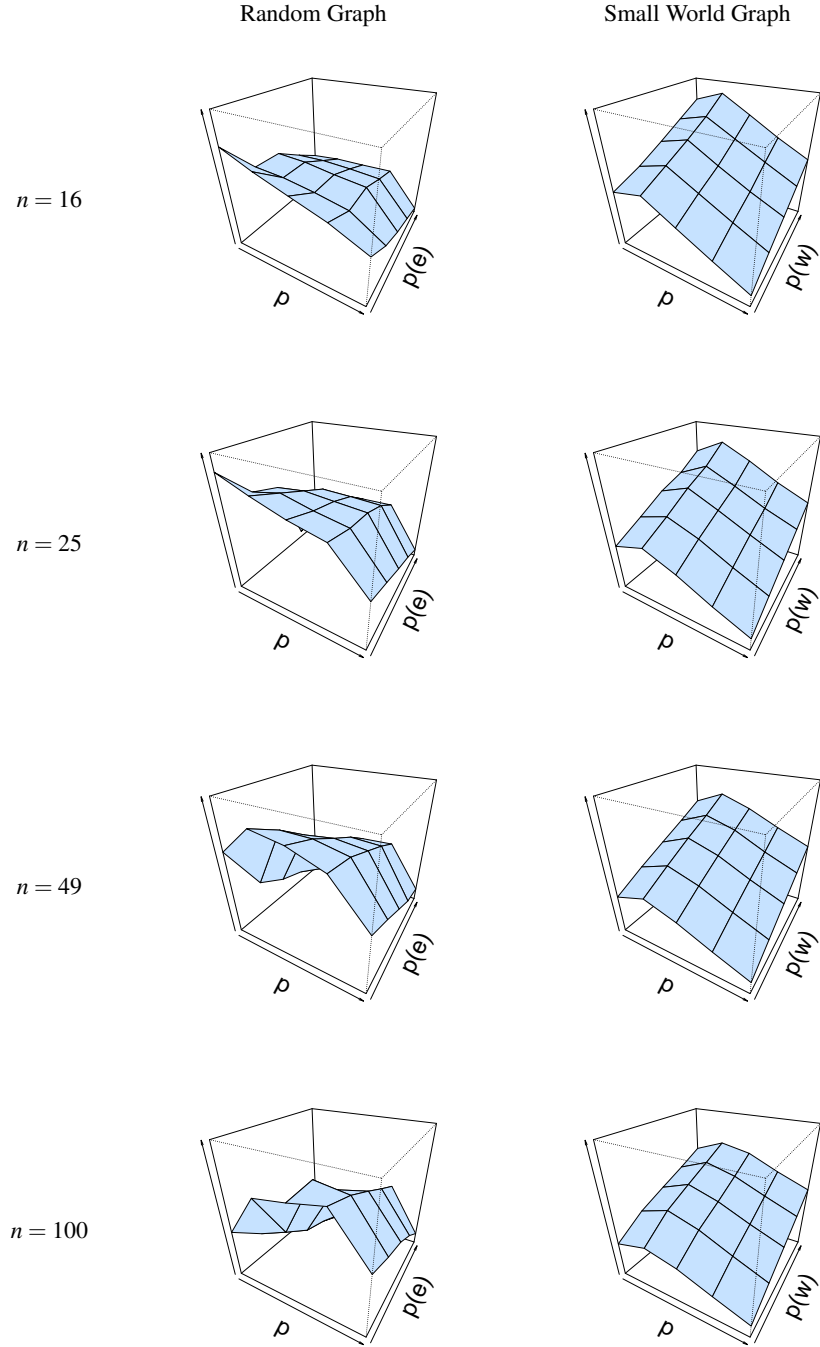 Random Graph Small World Graph
n = 16
p p(e) p p(w)
n = 25
p p(e) p p(w)
n = 49
p p(e) p p(w)
n = 100
p p(e) p p(w)